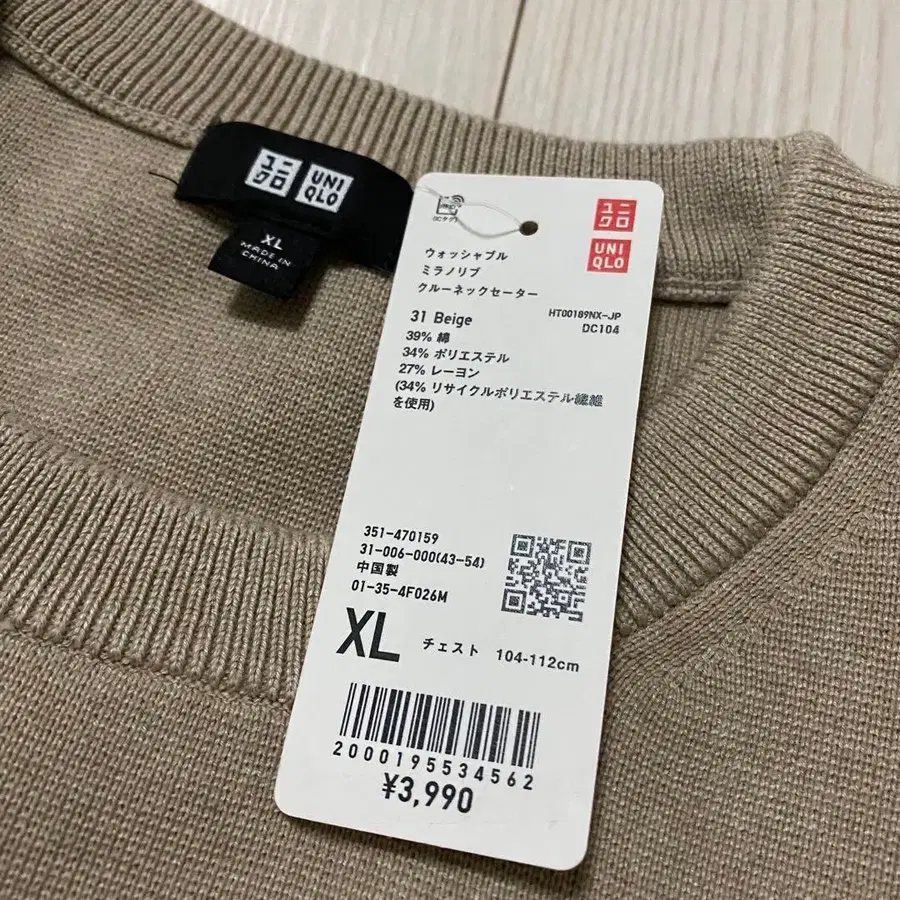 ユニ
クロ
UNI
QLO
XL
MADE IN
CHINA
ユニ
クロ
UNI
QLO
ウォッシャブル
ミラノリブ
クルーネックセーター
31 Beige
HT00189NX-JP
DC104
39% 綿
34% ポリエステル
27% レーヨン
(34% リサイクルポリエステル繊維
を使用)
351-470159
31-006-000(43-54)
中国製
01-35-4F026M
XL チェスト 104-112cm
2000195534562
¥3,990